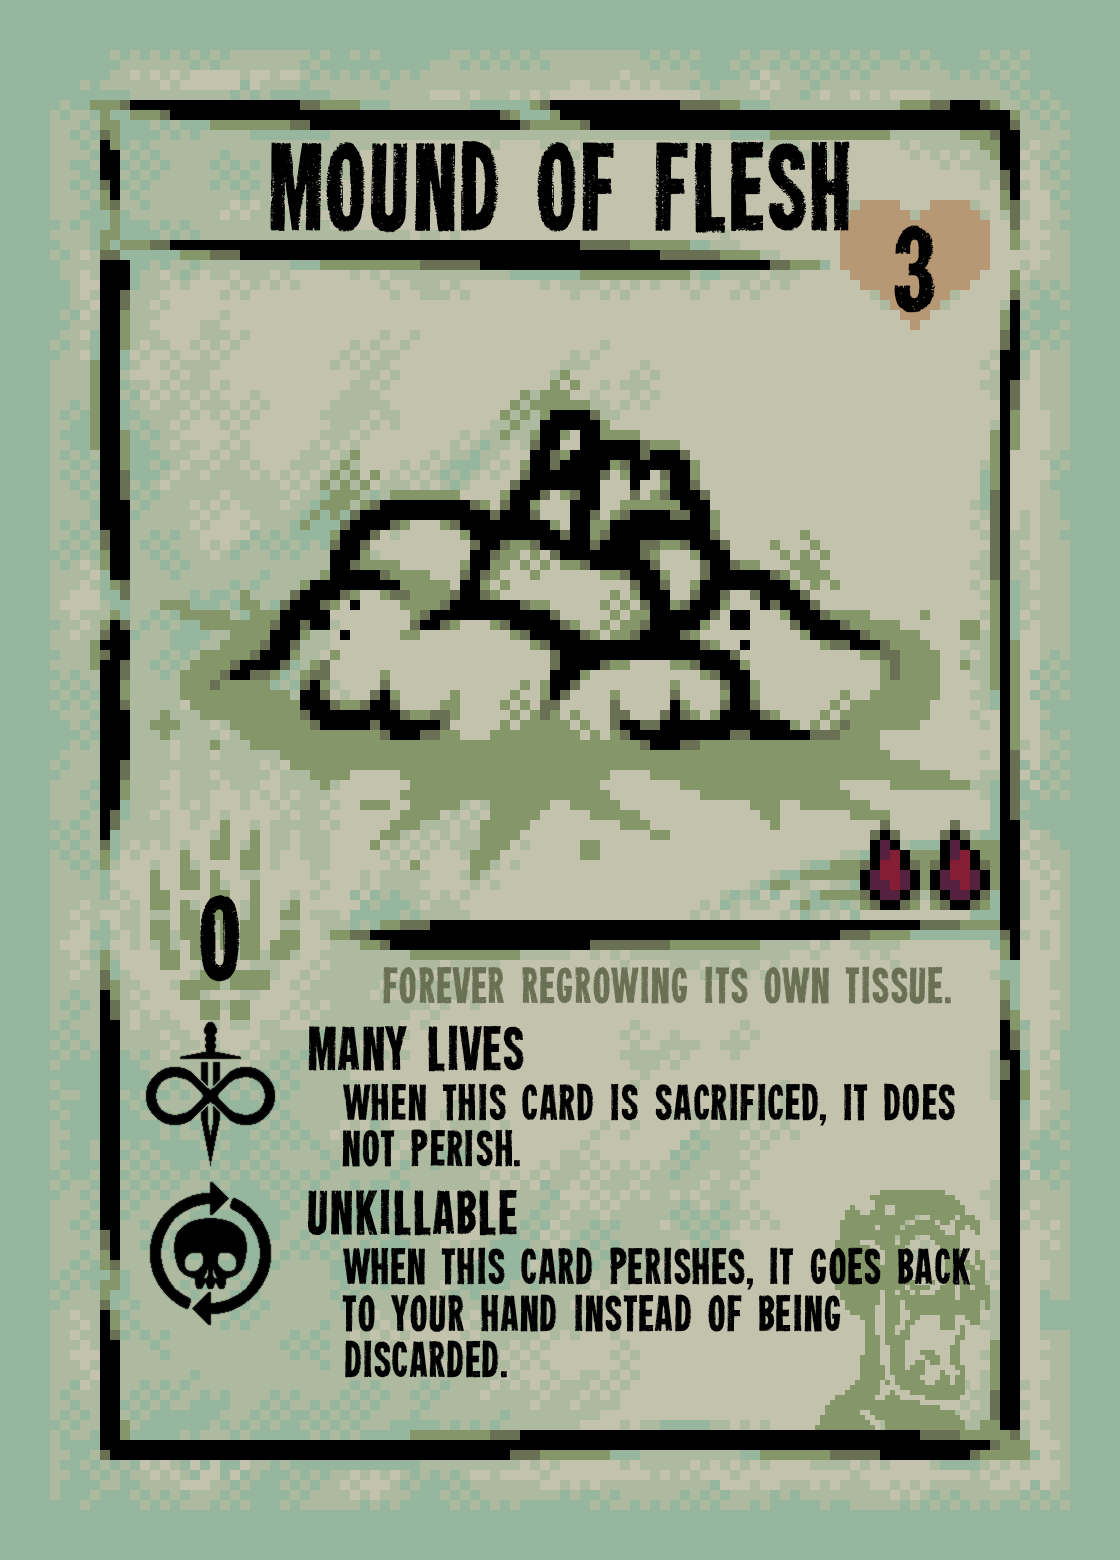 MOUND OF FLESH
3
0
FOREVER REGROWING ITS OWN TISSUE.
MANY LIVES
WHEN THIS CARD IS SACRIFICED, IT DOES
NOT PERISH.
UNKILLABLE
WHEN THIS CARD PERISHES, IT GOES BACK
TO YOUR HAND INSTEAD OF BEING
DISCARDED.